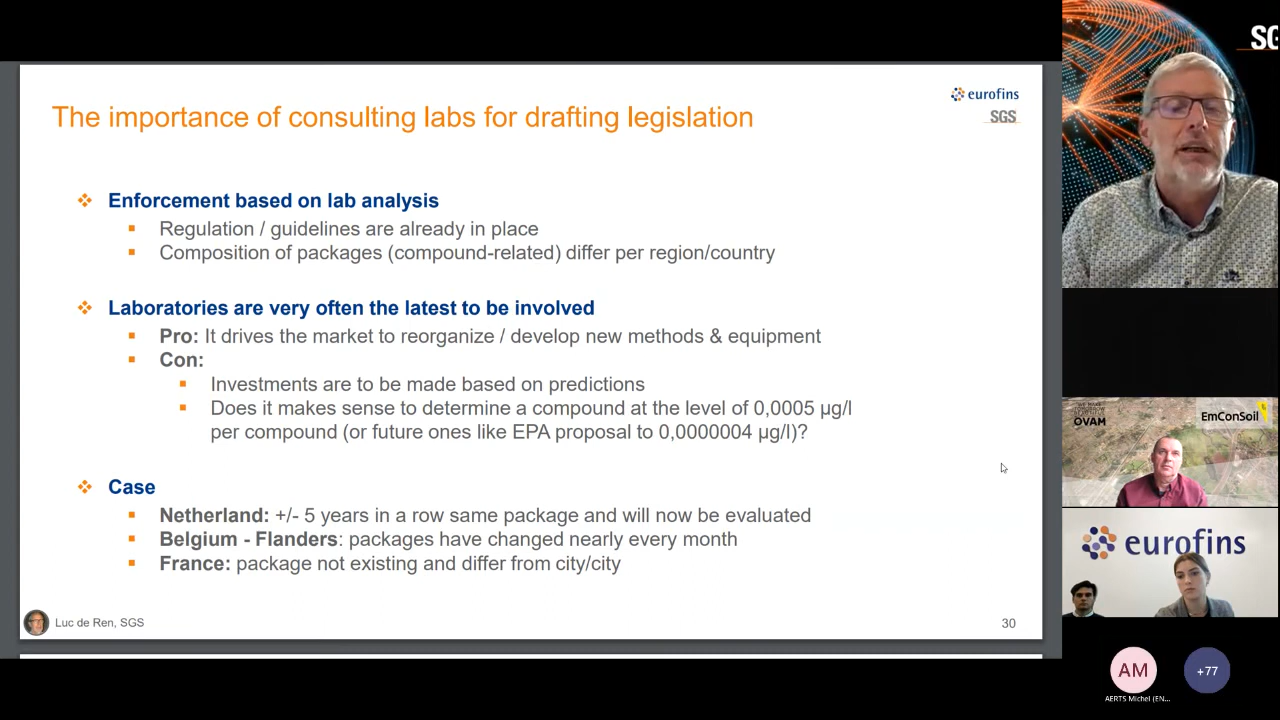 The importance of consulting labs for drafting legislation
eurofins
SGS
Enforcement based on lab analysis
Regulation / guidelines are already in place
Composition of packages (compound-related) differ per region/country
Laboratories are very often the latest to be involved
Pro: It drives the market to reorganize / develop new methods & equipment
Con:
Investments are to be made based on predictions
Does it makes sense to determine a compound at the level of 0,0005 µg/l
per compound (or future ones like EPA proposal to 0,0000004 µg/l)?
Case
Netherland: +/- 5 years in a row same package and will now be evaluated
Belgium - Flanders: packages have changed nearly every month
France: package not existing and differ from city/city
Luc de Ren, SGS
30
SG
OVAM
EmConSoil
eurofins
AM
+77
AERTS Michel (EN...